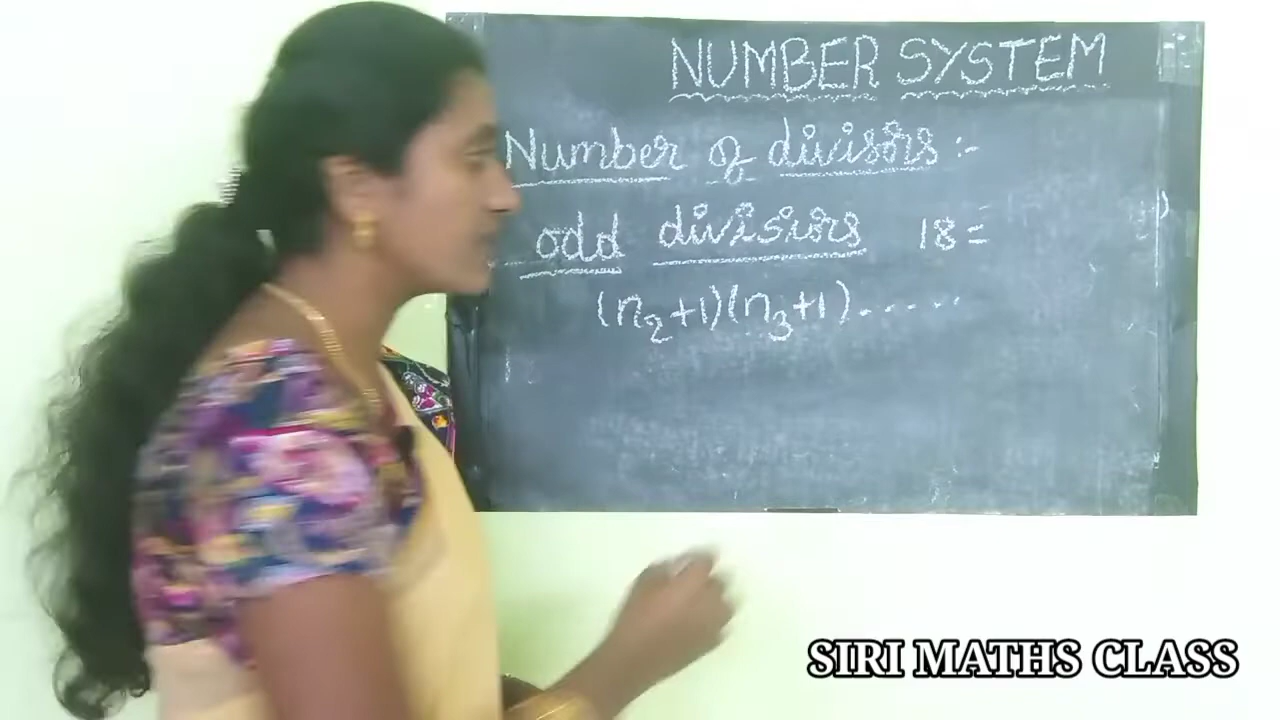 NUMBER SYSTEM
Number of divisors :-
odd divisors 18 =
(n₂+1)(n₃+1).....
SIRI MATHS CLASS